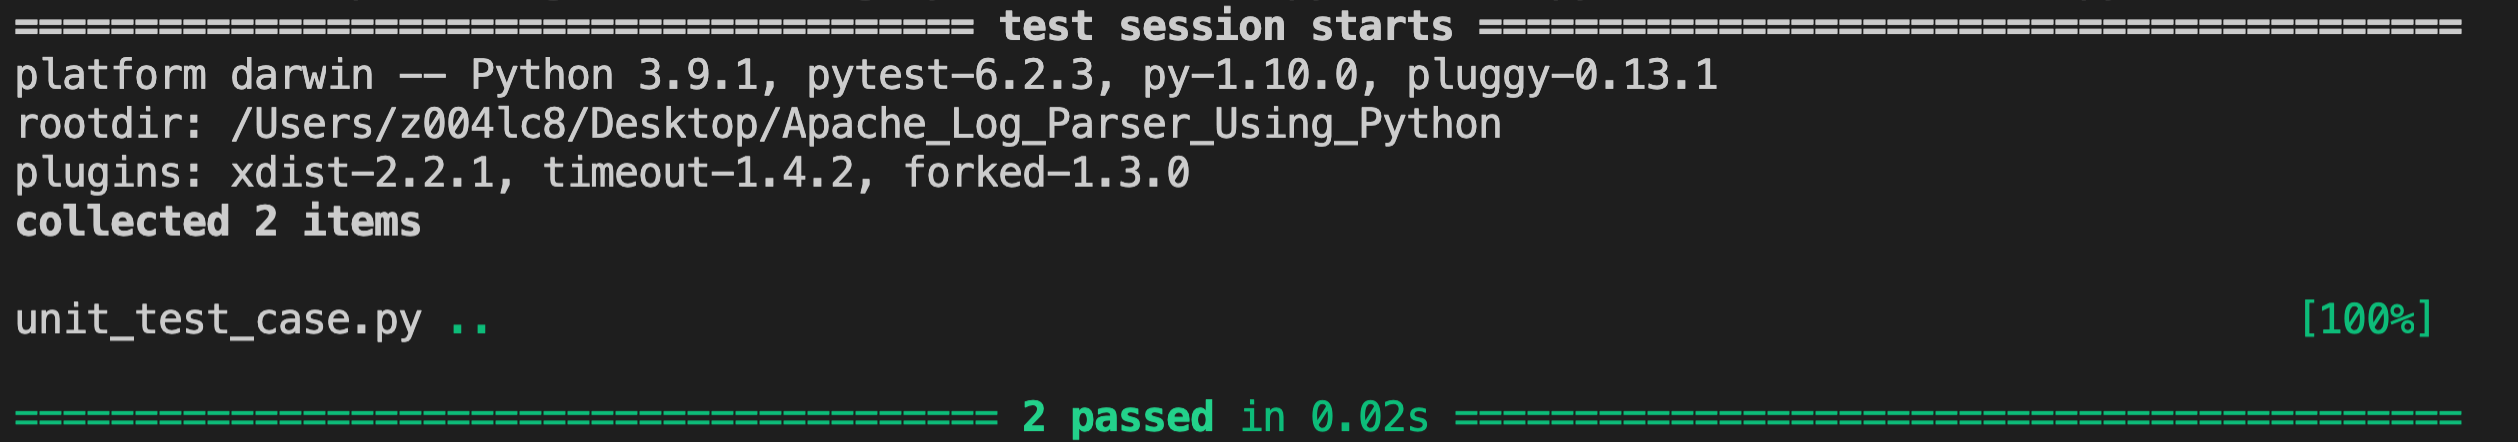 ======================================== test session starts =========================================
platform darwin -- Python 3.9.1, pytest-6.2.3, py-1.10.0, pluggy-0.13.1
rootdir: /Users/z004lc8/Desktop/Apache_Log_Parser_Using_Python
plugins: xdist-2.2.1, timeout-1.4.2, forked-1.3.0
collected 2 items
unit_test_case.py .. [100%]
========================================= 2 passed in 0.02s ==========================================